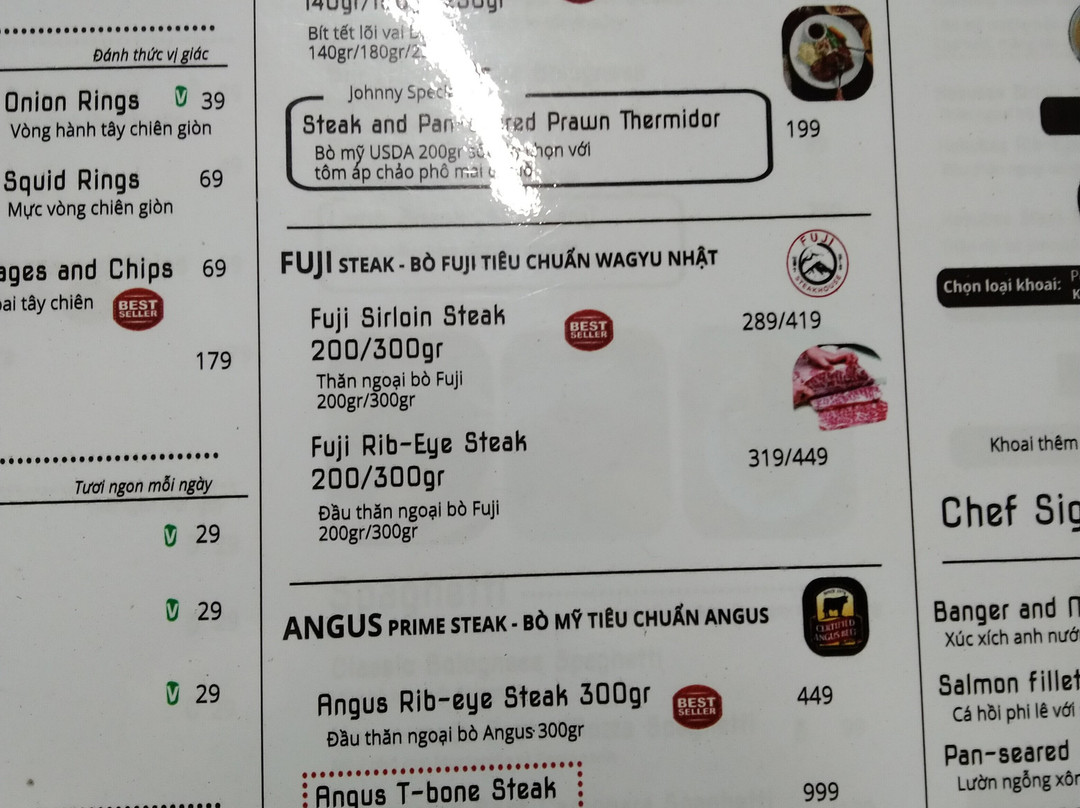 Đánh thức vị giác
Onion Rings V 39
Vòng hành tây chiên giòn
Squid Rings 69
Mực vòng chiên giòn
ages and Chips 69
tây chiên
BEST SELLER
179
Tươi ngon mỗi ngày
V 29
V 29
V 29
Bít tết lõi vai
140gr/180gr/2
Johnny Spec
Steak and Pan red Prawn Thermidor 199
Bò mỹ USDA 200gr chọn với
tôm áp chảo phô mai
FUJI STEAK - BÒ FUJI TIÊU CHUẨN WAGYU NHẬT
FUJI
STEAKHOUSE
Fuji Sirloin Steak 289/419
BEST SELLER
200/300gr
Thăn ngoại bò Fuji
200gr/300gr
Fuji Rib-Eye Steak 319/449
200/300gr
Đầu thăn ngoại bò Fuji
200gr/300gr
ANGUS PRIME STEAK - BÒ MỸ TIÊU CHUẨN ANGUS
CERTIFIED
ANGUS BEEF
Angus Rib-eye Steak 300gr 449
BEST SELLER
Đầu thăn ngoại bò Angus 300gr
Angus T-bone Steak 999
Chọn loại khoai:
Khoai thêm
Chef Sig
Banger and
Xúc xích anh nướ
Salmon fillet
Cá hồi phi lê với
Pan-seared
Lườn ngỗng xôn